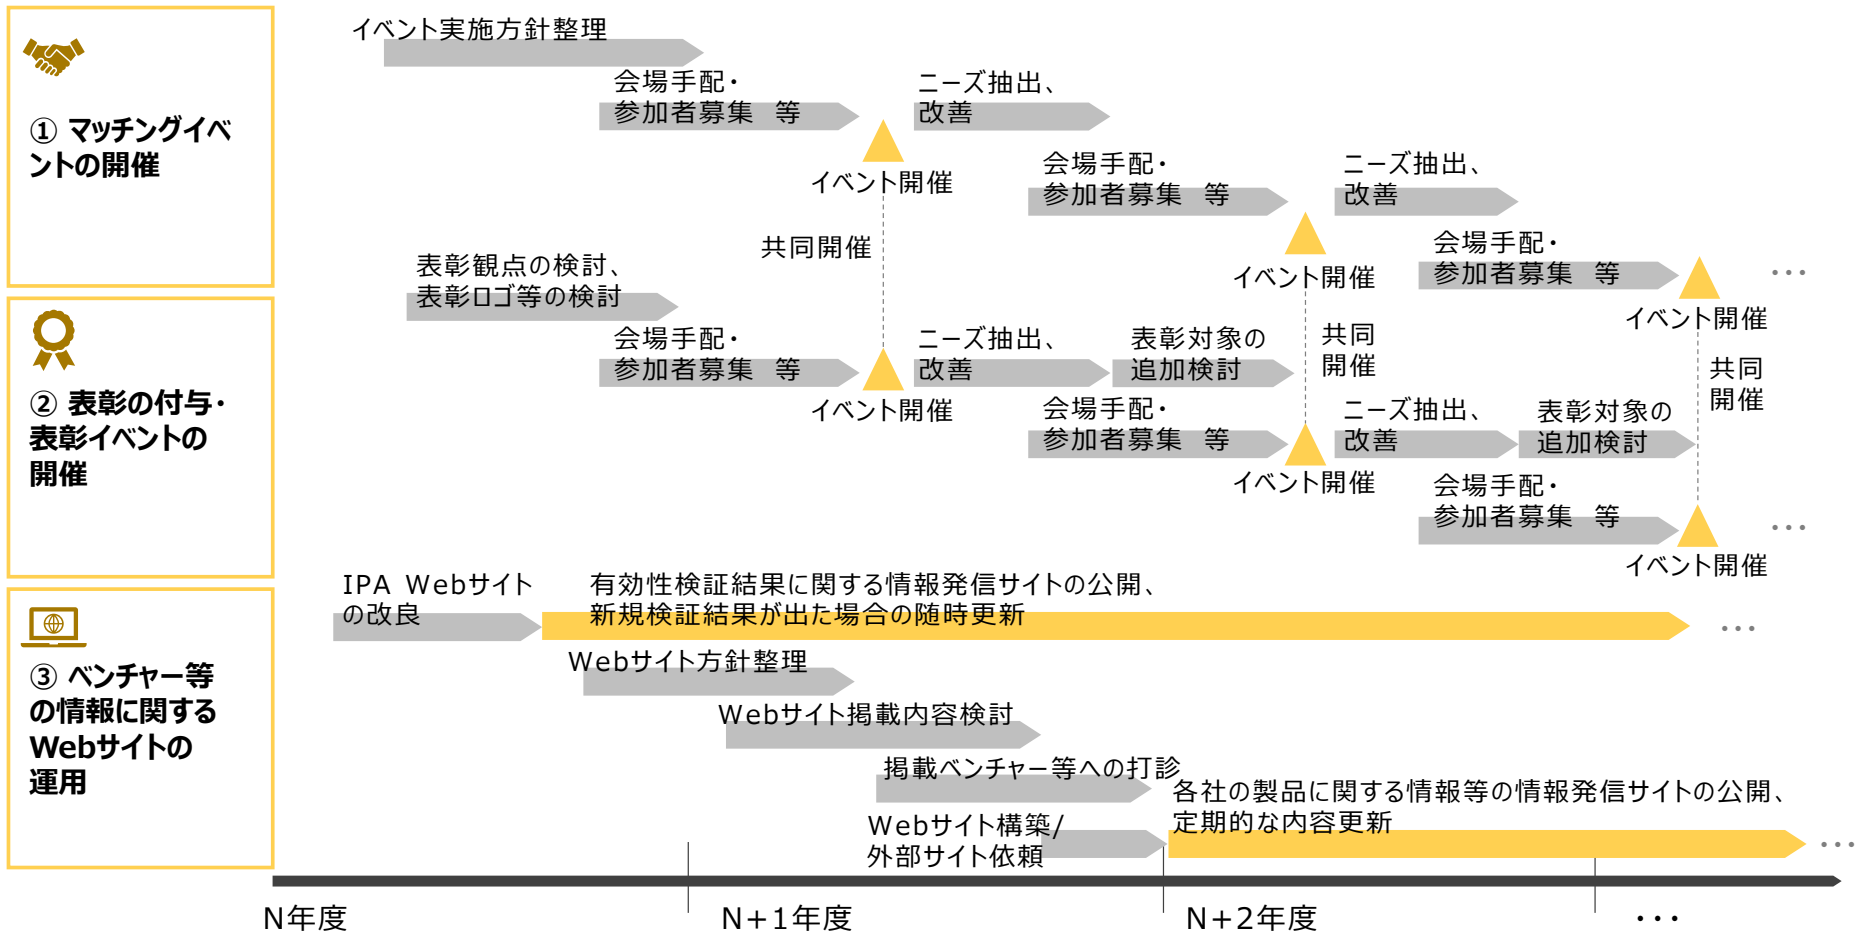 ① マッチングイベ
ントの開催
イベント実施方針整理
会場手配・
参加者募集　等
ニーズ抽出、
改善
イベント開催
会場手配・
参加者募集　等
ニーズ抽出、
改善
イベント開催
会場手配・
参加者募集　等
イベント開催
…
共同開催
共同
開催
共同
開催
② 表彰の付与・
表彰イベントの
開催
表彰観点の検討、
表彰ロゴ等の検討
会場手配・
参加者募集　等
イベント開催
ニーズ抽出、
改善
表彰対象の
追加検討
会場手配・
参加者募集　等
イベント開催
ニーズ抽出、
改善
表彰対象の
追加検討
会場手配・
参加者募集　等
イベント開催
…
③ ベンチャー等
の情報に関する
Webサイトの
運用
IPA Webサイト
の改良
有効性検証結果に関する情報発信サイトの公開、
新規検証結果が出た場合の随時更新
…
Webサイト方針整理
Webサイト掲載内容検討
掲載ベンチャー等への打診
Webサイト構築/
外部サイト依頼
各社の製品に関する情報等の情報発信サイトの公開、
定期的な内容更新
…
N年度
N+1年度
N+2年度
・・・